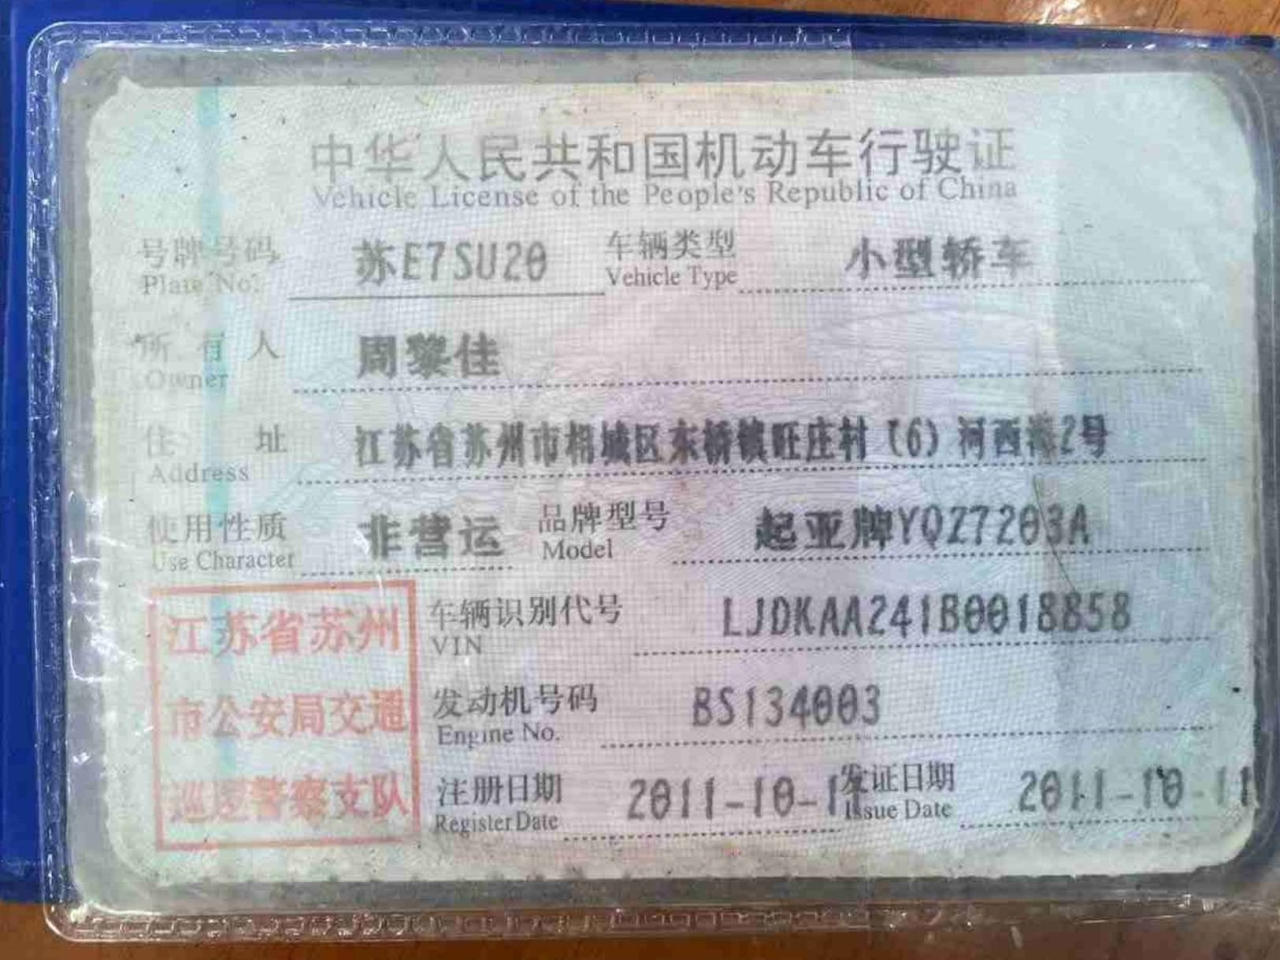 中华人民共和国机动车行驶证
Vehicle License of the People's Republic of China
号牌号码 苏E7SU20 车辆类型 小型轿车
Plate No. Vehicle Type
所有人 周黎佳
Owner
住址 江苏省苏州市相城区东桥镇旺庄村(6)河西 2号
Address
使用性质 非营运 品牌型号 起亚牌YQZ7203A
Use Character Model
江苏省苏州 车辆识别代号 LJDKAA241B0018858
VIN
市公安局交通 发动机号码 BS134003
Engine No.
巡逻警察支队 注册日期 2011-10-11 发证日期 2011-10-11
Register Date Issue Date